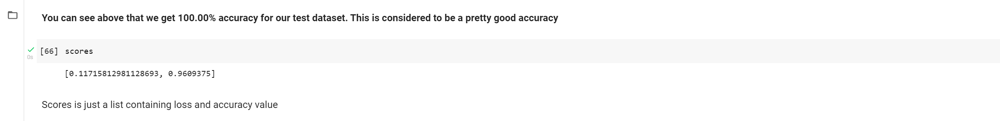 You can see above that we get 100.00% accuracy for our test dataset. This is considered to be a pretty good accuracy
[66] scores
0s
[0.11715812981128693, 0.9609375]
Scores is just a list containing loss and accuracy value